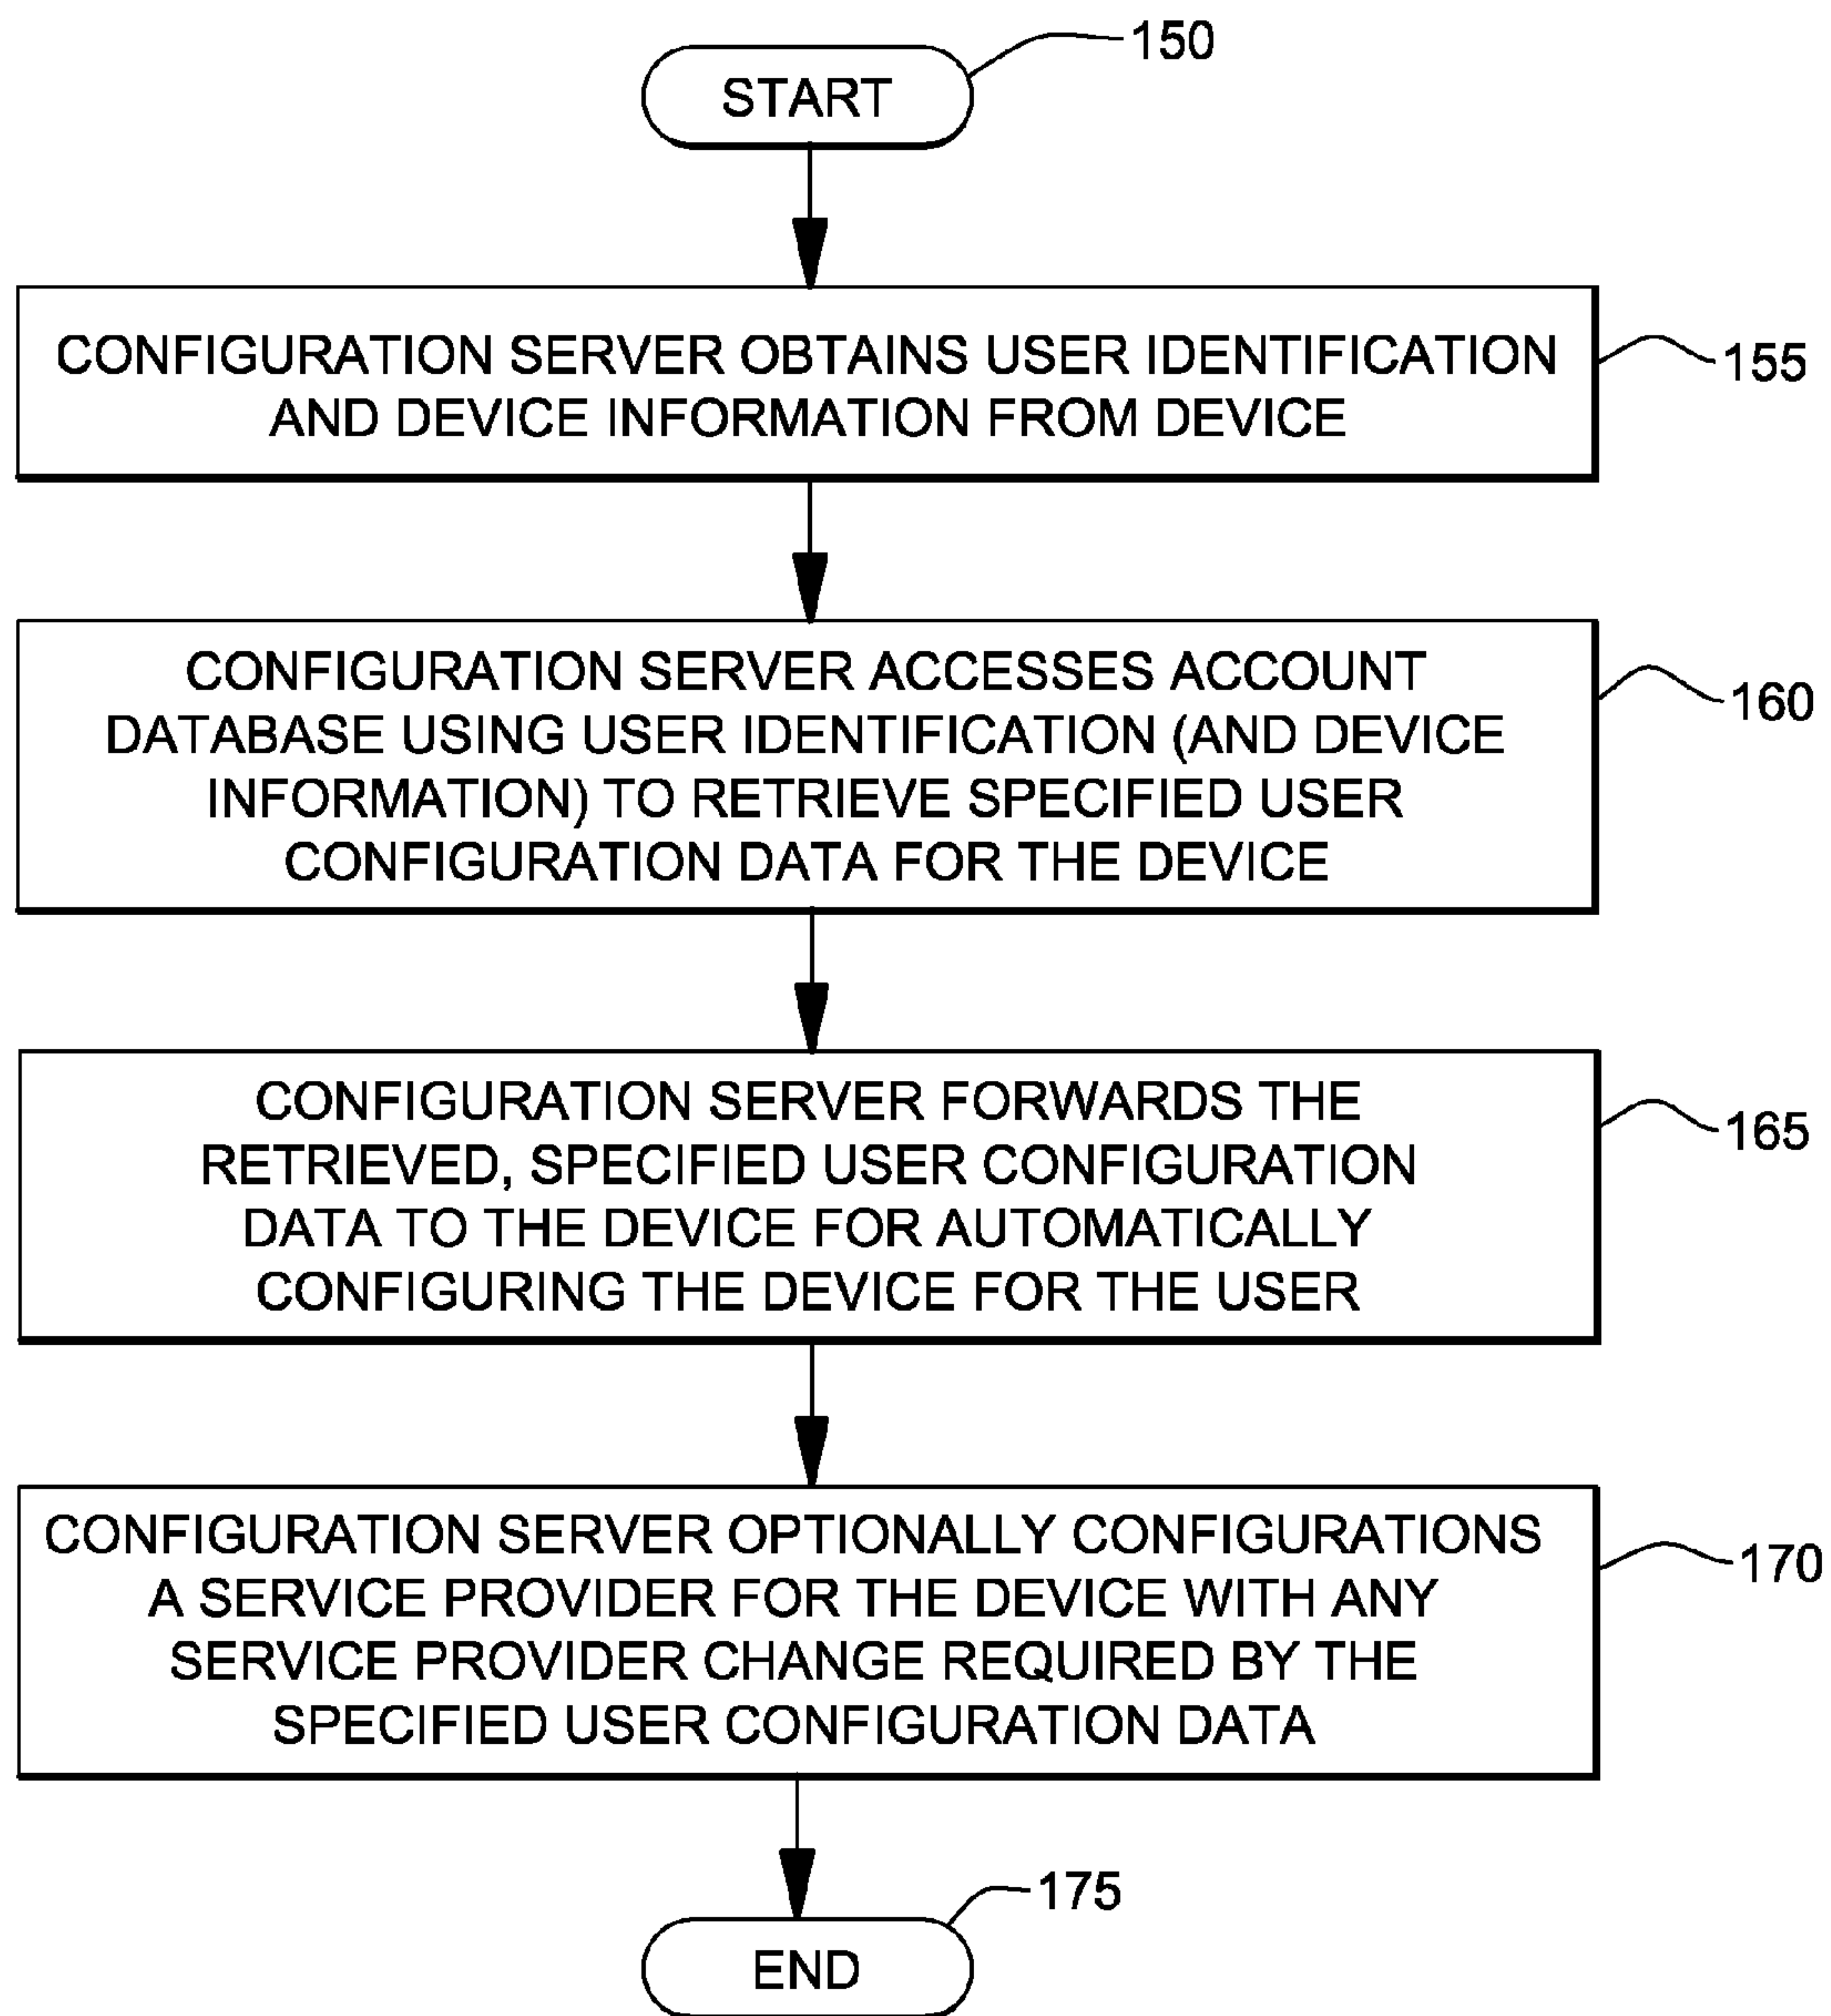 START
150
CONFIGURATION SERVER OBTAINS USER IDENTIFICATION
AND DEVICE INFORMATION FROM DEVICE
155
CONFIGURATION SERVER ACCESSES ACCOUNT
DATABASE USING USER IDENTIFICATION (AND DEVICE
INFORMATION) TO RETRIEVE SPECIFIED USER
CONFIGURATION DATA FOR THE DEVICE
160
CONFIGURATION SERVER FORWARDS THE
RETRIEVED, SPECIFIED USER CONFIGURATION
DATA TO THE DEVICE FOR AUTOMATICALLY
CONFIGURING THE DEVICE FOR THE USER
165
CONFIGURATION SERVER OPTIONALLY CONFIGURATIONS
A SERVICE PROVIDER FOR THE DEVICE WITH ANY
SERVICE PROVIDER CHANGE REQUIRED BY THE
SPECIFIED USER CONFIGURATION DATA
170
175
END